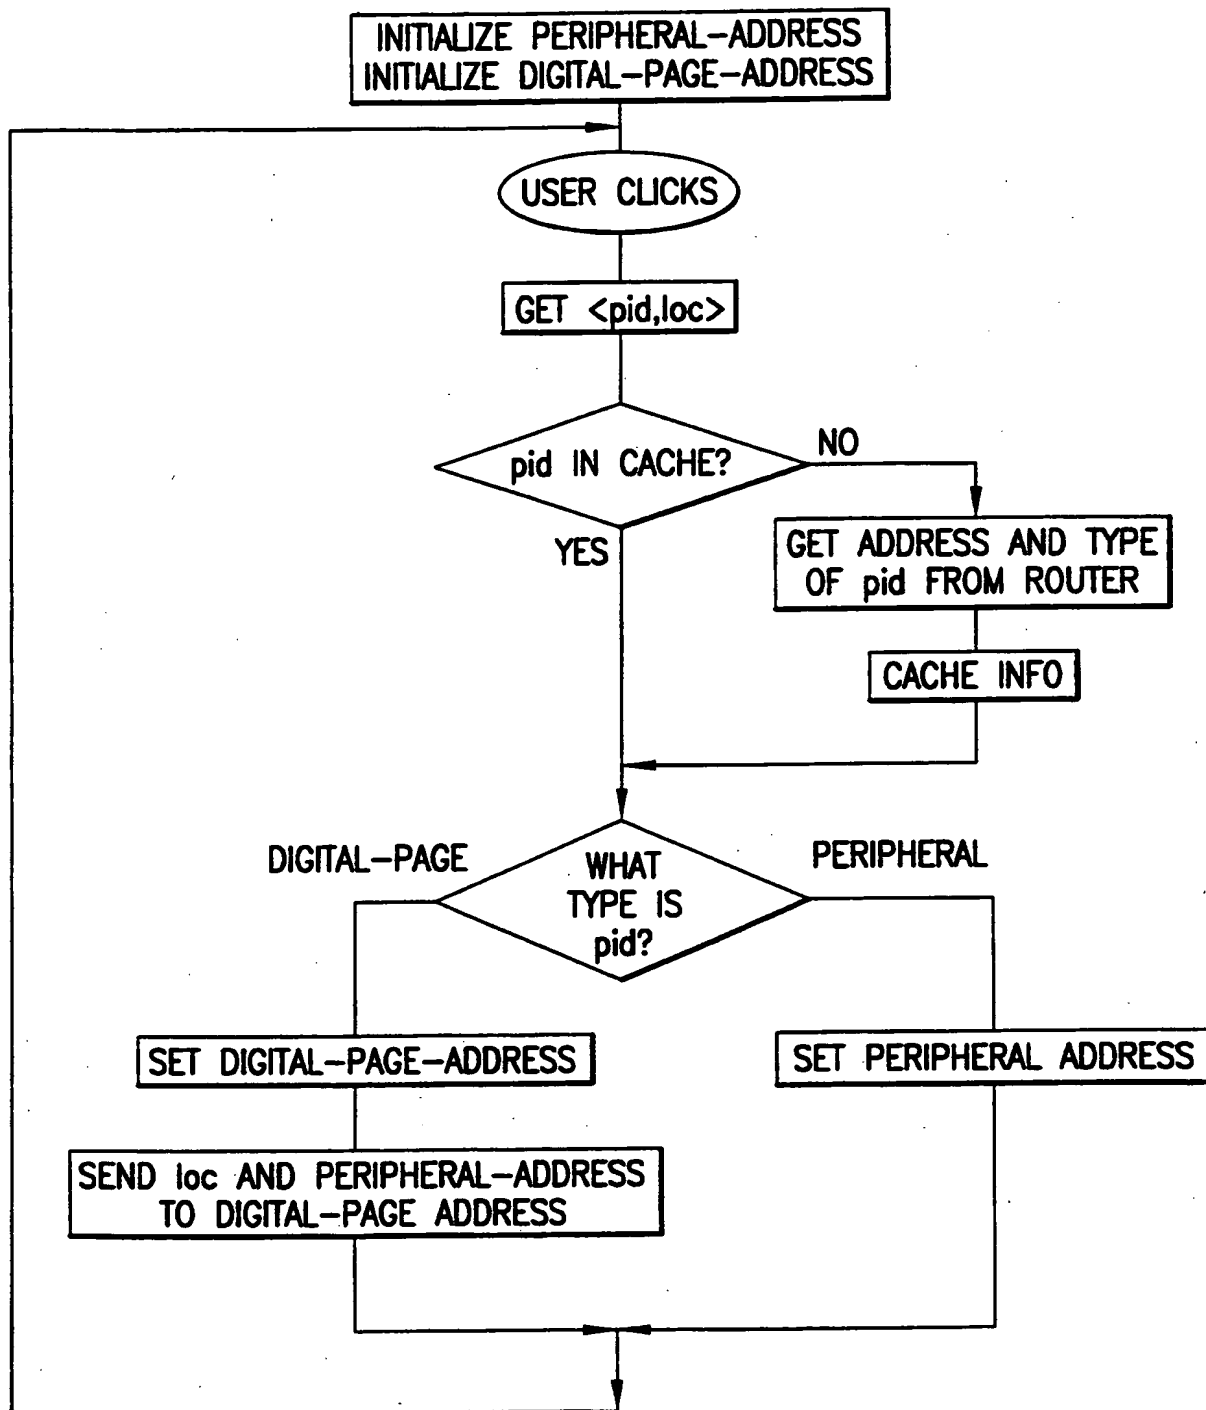 INITIALIZE PERIPHERAL-ADDRESS
INITIALIZE DIGITAL-PAGE-ADDRESS
USER CLICKS
GET <pid,loc>
pid IN CACHE?
NO
YES
GET ADDRESS AND TYPE
OF pid FROM ROUTER
CACHE INFO
DIGITAL-PAGE
WHAT
TYPE IS
pid?
PERIPHERAL
SET DIGITAL-PAGE-ADDRESS
SET PERIPHERAL ADDRESS
SEND loc AND PERIPHERAL-ADDRESS
TO DIGITAL-PAGE ADDRESS